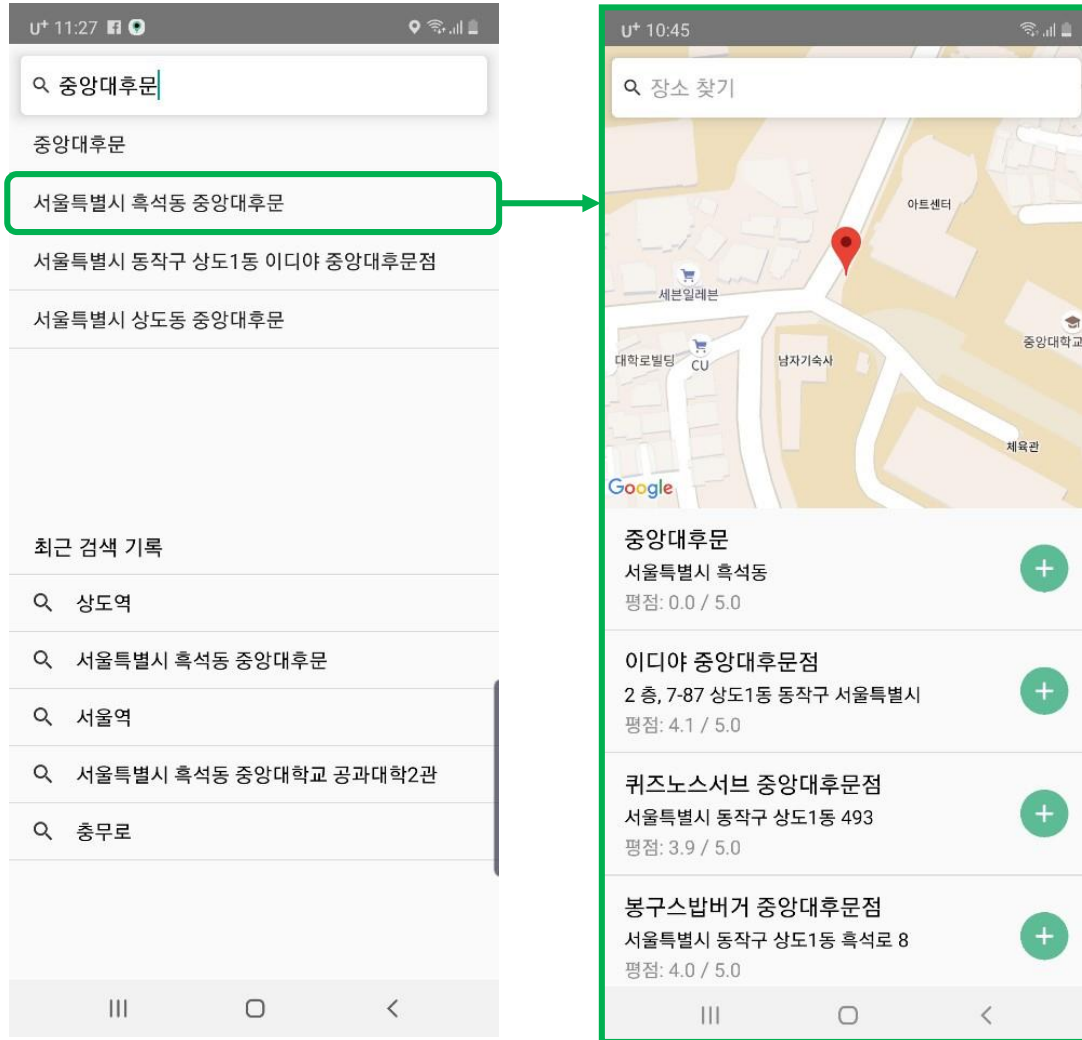 U+ 11:27
중앙대후문
중앙대후문
서울특별시 흑석동 중앙대후문
서울특별시 동작구 상도1동 이디야 중앙대후문점
서울특별시 상도동 중앙대후문
최근 검색 기록
상도역
서울특별시 흑석동 중앙대후문
서울역
서울특별시 흑석동 중앙대학교 공과대학2관
충무로
U+ 10:45
장소 찾기
아트센터
세븐일레븐
중앙대학교
대학로빌딩
CU
남자기숙사
체육관
Google
중앙대후문
서울특별시 흑석동
평점: 0.0 / 5.0
이디야 중앙대후문점
2 층, 7-87 상도1동 동작구 서울특별시
평점: 4.1 / 5.0
퀴즈노스서브 중앙대후문점
서울특별시 동작구 상도1동 493
평점: 3.9 / 5.0
봉구스밥버거 중앙대후문점
서울특별시 동작구 상도1동 흑석로 8
평점: 4.0 / 5.0